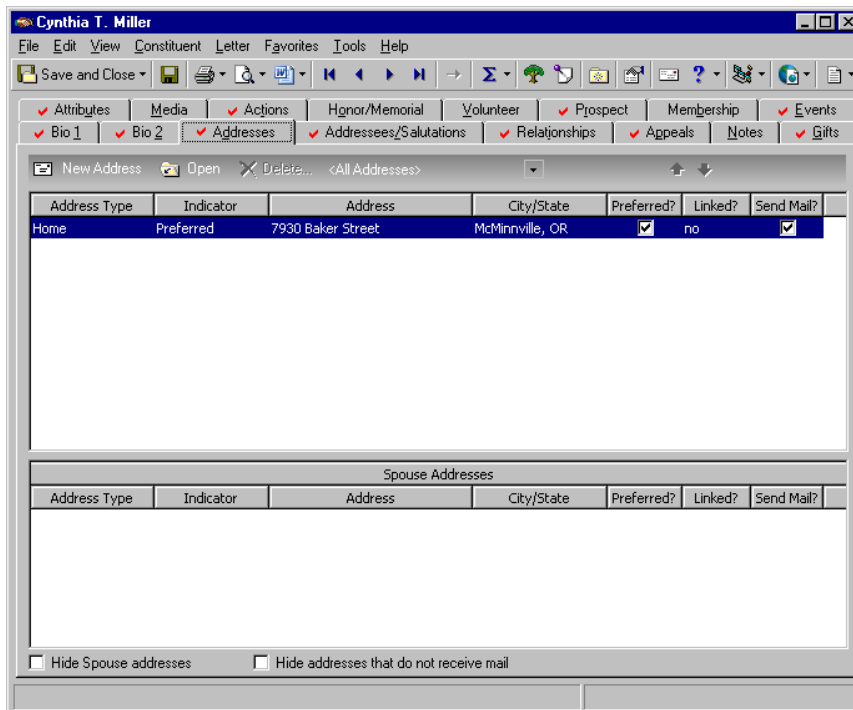 Cynthia T. Miller
File Edit View Constituent Letter Favorites Tools Help
Save and Close
Attributes Media Actions Honor/Memorial Volunteer Prospect Membership Events
Bio 1 Bio 2 Addresses Addressees/Salutations Relationships Appeals Notes Gifts
New Address Open Delete... <All Addresses>
Address Type Indicator Address City/State Preferred? Linked? Send Mail?
Home Preferred 7930 Baker Street McMinnville, OR no
Spouse Addresses
Address Type Indicator Address City/State Preferred? Linked? Send Mail?
Hide Spouse addresses Hide addresses that do not receive mail